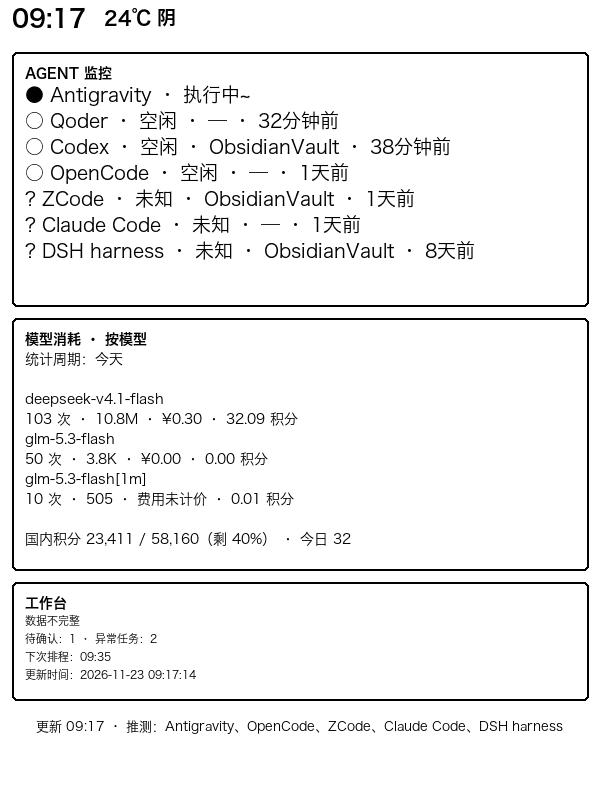 09:17 24℃ 阴
AGENT 监控
● Antigravity · 执行中~
○ Qoder · 空闲 · — · 32分钟前
○ Codex · 空闲 · ObsidianVault · 38分钟前
○ OpenCode · 空闲 · — · 1天前
? ZCode · 未知 · ObsidianVault · 1天前
? Claude Code · 未知 · — · 1天前
? DSH harness · 未知 · ObsidianVault · 8天前
模型消耗 · 按模型
统计周期：今天
deepseek-v4.1-flash
103 次 · 10.8M · ¥0.30 · 32.09 积分
glm-5.3-flash
50 次 · 3.8K · ¥0.00 · 0.00 积分
glm-5.3-flash[1m]
10 次 · 505 · 费用未计价 · 0.01 积分
国内积分 23,411 / 58,160（剩 40%） · 今日 32
工作台
数据不完整
待确认：1 · 异常任务：2
下次排程：09:35
更新时间：2026-11-23 09:17:14
更新 09:17 · 推测：Antigravity、OpenCode、ZCode、Claude Code、DSH harness